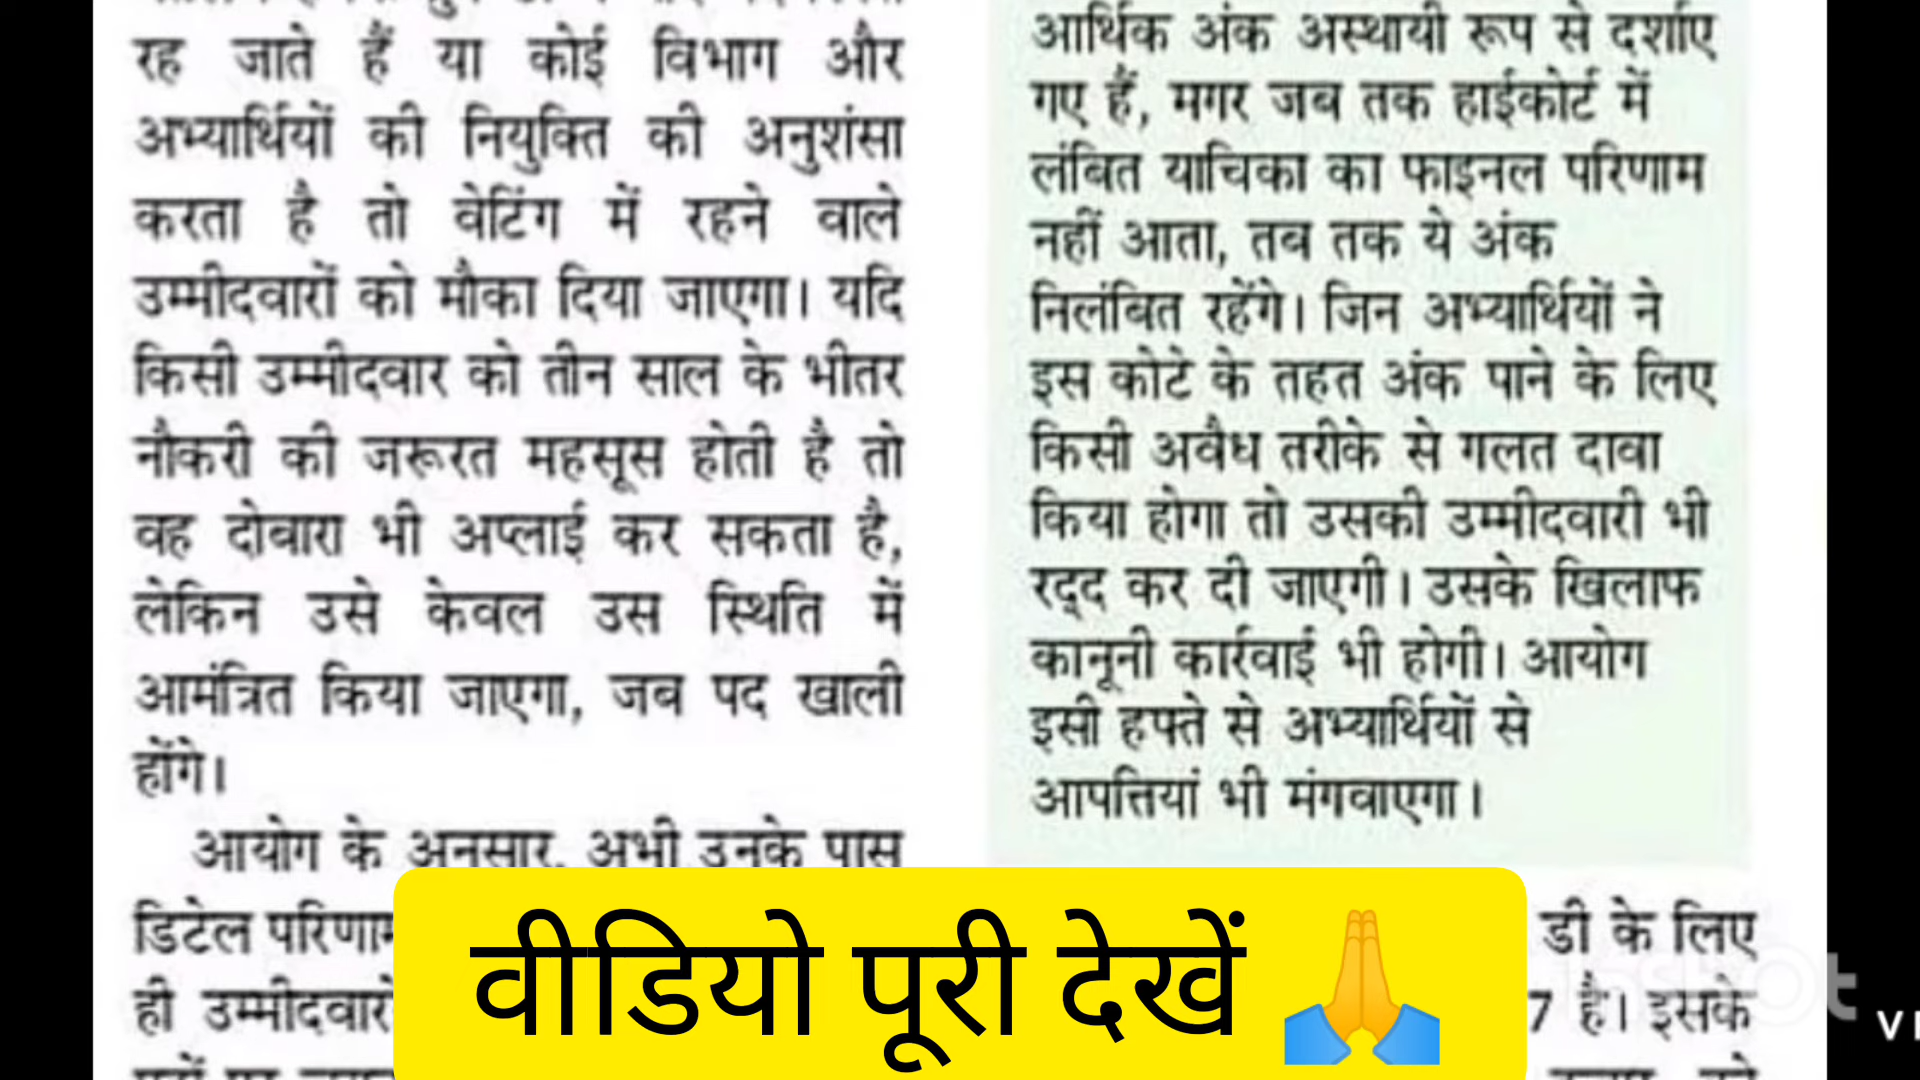 रह जाते हैं या कोई विभाग और
अभ्यार्थियों की नियुक्ति की अनुशंसा
करता है तो वेटिंग में रहने वाले
उम्मीदवारों को मौका दिया जाएगा। यदि
किसी उम्मीदवार को तीन साल के भीतर
नौकरी की जरूरत महसूस होती है तो
वह दोबारा भी अप्लाई कर सकता है,
लेकिन उसे केवल उस स्थिति में
आमंत्रित किया जाएगा, जब पद खाली
होंगे।
आयोग के अनुसार, अभी उनके पास
डिटेल
ही
आर्थिक अंक अस्थायी रूप से दर्शाए
गए हैं, मगर जब तक हाईकोर्ट में
लंबित याचिका का फाइनल परिणाम
नहीं आता, तब तक ये अंक
निलंबित रहेंगे। जिन अभ्यार्थियों ने
इस कोटे के तहत अंक पाने के लिए
किसी अवैध तरीके से गलत दावा
किया होगा तो उसकी उम्मीदवारी भी
रद्द कर दी जाएगी। उसके खिलाफ
कानूनी कार्रवाई भी होगी। आयोग
इसी हफ्ते से अभ्यार्थियों से
आपत्तियां भी मंगवाएगा।
डी के लिए
7 है। इसके
वीडियो पूरी देखें 🙏